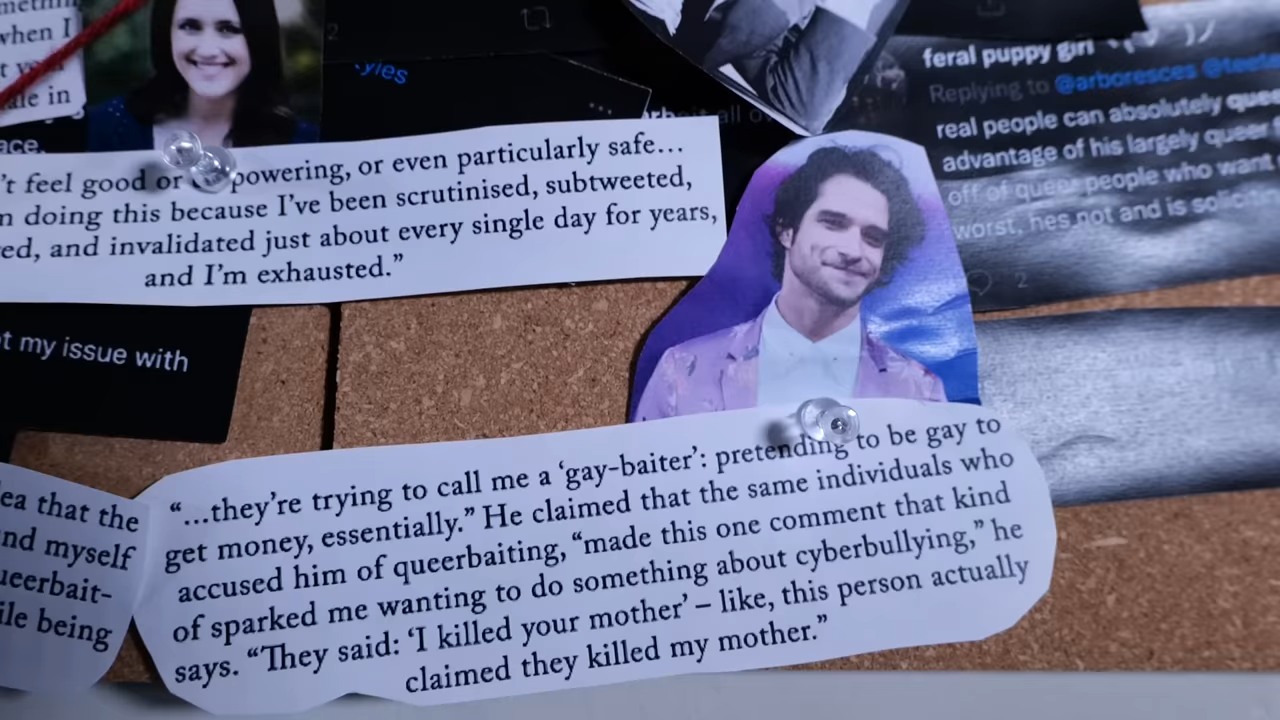 when I
ace.
2
yles
feral puppy girl
Replying to @arboresces
real people can absolutely
advantage of his largely queer
off of queer people who want
worst, hes not and is
2
't feel good or powering, or even particularly safe...
doing this because I've been scrutinised, subtweeted,
ed, and invalidated just about every single day for years,
and I'm exhausted.”
t my issue with
ea that the
nd myself
ueerbait-
ile being
“...they're trying to call me a ‘gay-baiter’: pretending to be gay to
get money, essentially.” He claimed that the same individuals who
accused him of queerbaiting, “made this one comment that kind
of sparked me wanting to do something about cyberbullying,” he
says. “They said: ‘I killed your mother’ – like, this person actually
claimed they killed my mother.”